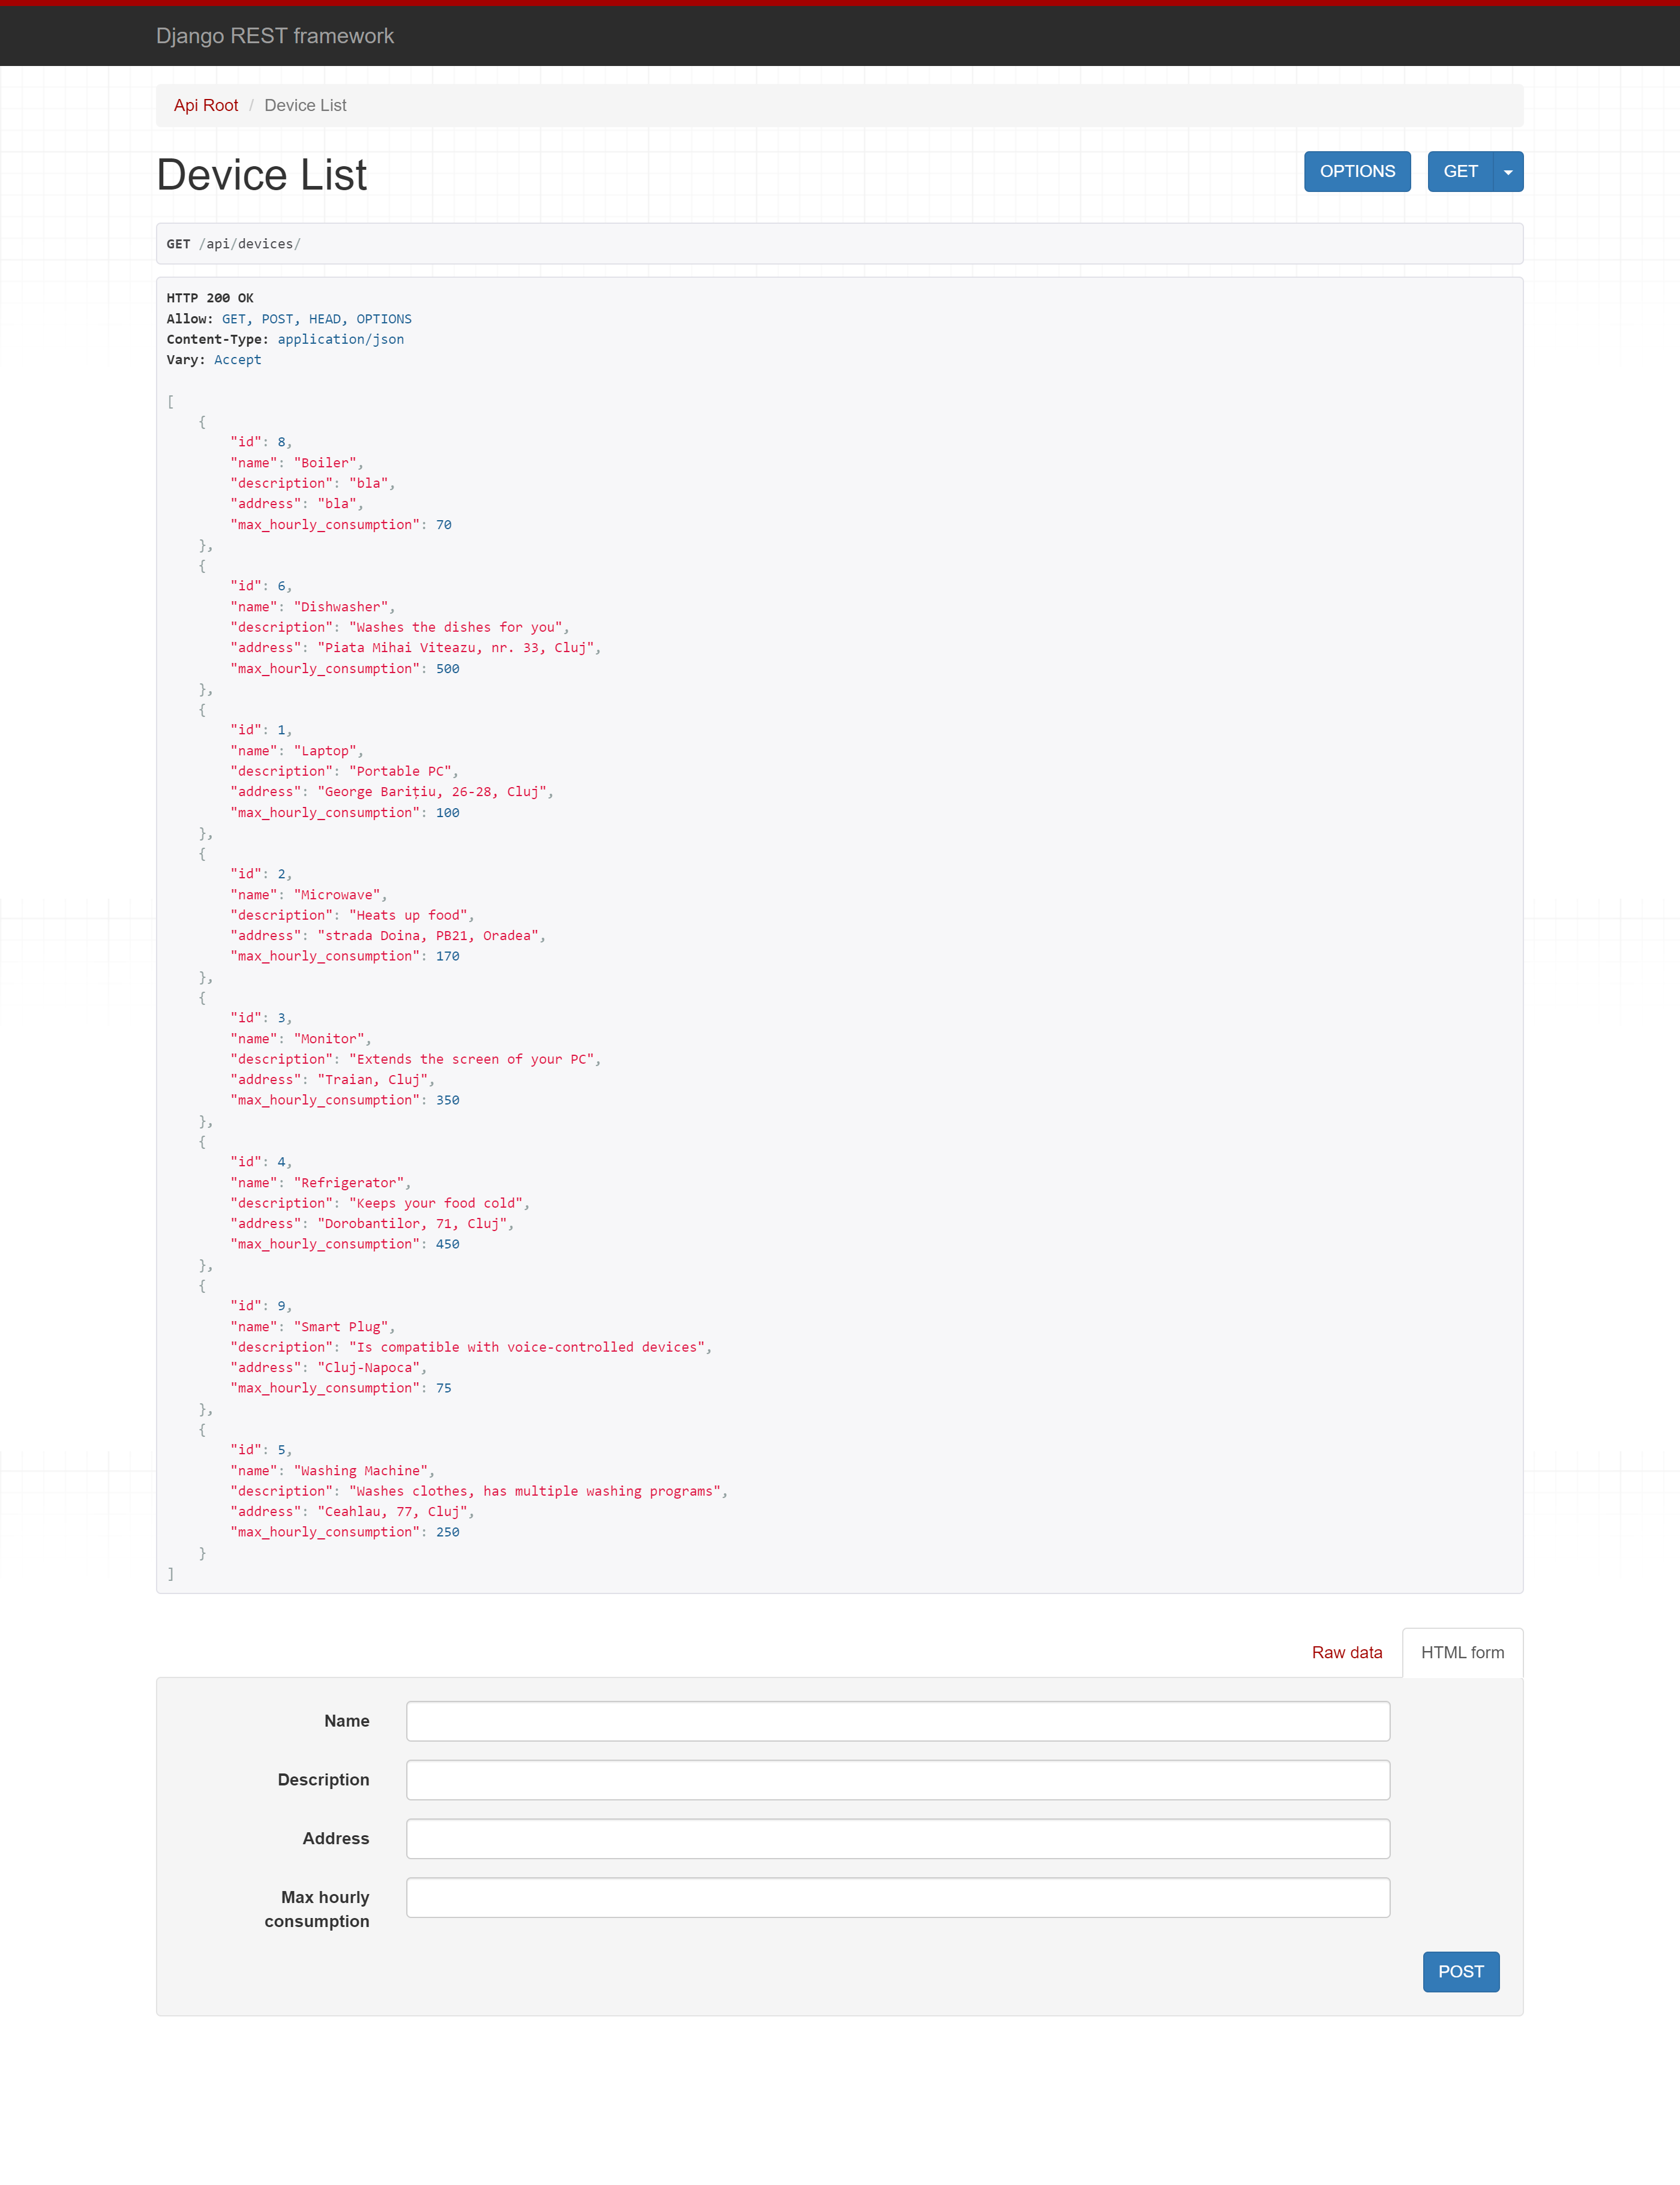 Django REST framework
Api Root / Device List
Device List
OPTIONS GET
GET /api/devices/
HTTP 200 OK
Allow: GET, POST, HEAD, OPTIONS
Content-Type: application/json
Vary: Accept
[
    {
        "id": 8,
        "name": "Boiler",
        "description": "bla",
        "address": "bla",
        "max_hourly_consumption": 70
    },
    {
        "id": 6,
        "name": "Dishwasher",
        "description": "Washes the dishes for you",
        "address": "Piata Mihai Viteazu, nr. 33, Cluj",
        "max_hourly_consumption": 500
    },
    {
        "id": 1,
        "name": "Laptop",
        "description": "Portable PC",
        "address": "George Barițiu, 26-28, Cluj",
        "max_hourly_consumption": 100
    },
    {
        "id": 2,
        "name": "Microwave",
        "description": "Heats up food",
        "address": "strada Doina, PB21, Oradea",
        "max_hourly_consumption": 170
    },
    {
        "id": 3,
        "name": "Monitor",
        "description": "Extends the screen of your PC",
        "address": "Traian, Cluj",
        "max_hourly_consumption": 350
    },
    {
        "id": 4,
        "name": "Refrigerator",
        "description": "Keeps your food cold",
        "address": "Dorobantilor, 71, Cluj",
        "max_hourly_consumption": 450
    },
    {
        "id": 9,
        "name": "Smart Plug",
        "description": "Is compatible with voice-controlled devices",
        "address": "Cluj-Napoca",
        "max_hourly_consumption": 75
    },
    {
        "id": 5,
        "name": "Washing Machine",
        "description": "Washes clothes, has multiple washing programs",
        "address": "Ceahlau, 77, Cluj",
        "max_hourly_consumption": 250
    }
]
Raw data HTML form
Name
Description
Address
Max hourly
consumption
POST